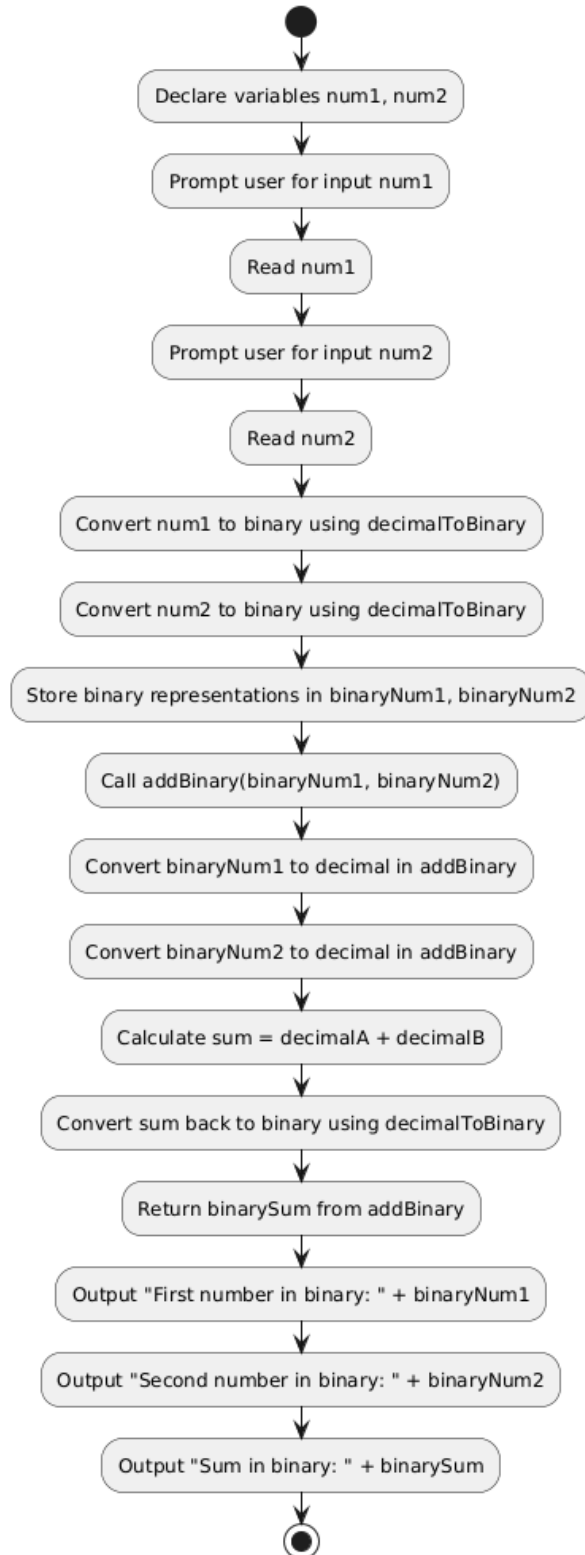 Declare variables num1, num2
Prompt user for input num1
Read num1
Prompt user for input num2
Read num2
Convert num1 to binary using decimalToBinary
Convert num2 to binary using decimalToBinary
Store binary representations in binaryNum1, binaryNum2
Call addBinary(binaryNum1, binaryNum2)
Convert binaryNum1 to decimal in addBinary
Convert binaryNum2 to decimal in addBinary
Calculate sum = decimalA + decimalB
Convert sum back to binary using decimalToBinary
Return binarySum from addBinary
Output "First number in binary: " + binaryNum1
Output "Second number in binary: " + binaryNum2
Output "Sum in binary: " + binarySum